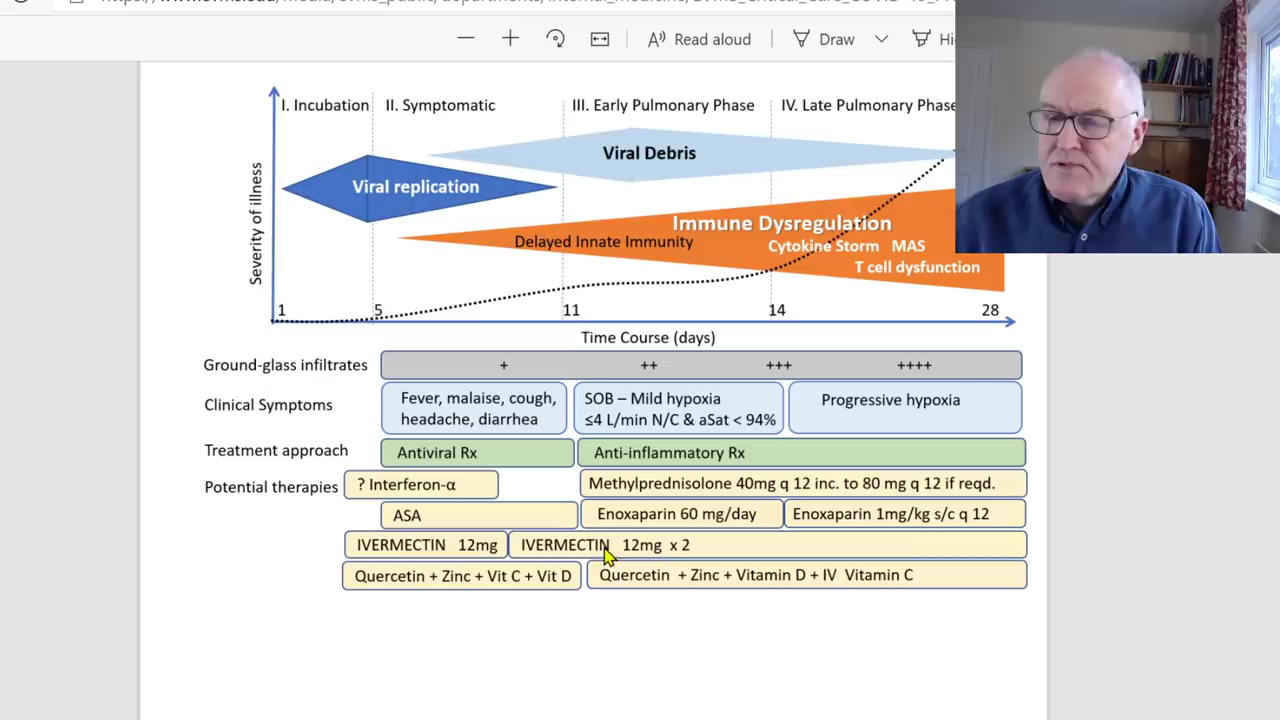 Read aloud
Draw
I. Incubation
II. Symptomatic
III. Early Pulmonary Phase
IV. Late Pulmonary Phase
Severity of illness
Viral Debris
Viral replication
Immune Dysregulation
Delayed Innate Immunity
Cytokine Storm MAS
T cell dysfunction
1 5 11 14 28
Time Course (days)
Ground-glass infiltrates + ++ +++ ++++
Clinical Symptoms
Fever, malaise, cough,
headache, diarrhea
SOB – Mild hypoxia
≤4 L/min N/C & aSat < 94%
Progressive hypoxia
Treatment approach
Antiviral Rx
Anti-inflammatory Rx
Potential therapies
? Interferon-α
Methylprednisolone 40mg q 12 inc. to 80 mg q 12 if reqd.
ASA
Enoxaparin 60 mg/day
Enoxaparin 1mg/kg s/c q 12
IVERMECTIN 12mg
IVERMECTIN 12mg x 2
Quercetin + Zinc + Vit C + Vit D
Quercetin + Zinc + Vitamin D + IV Vitamin C